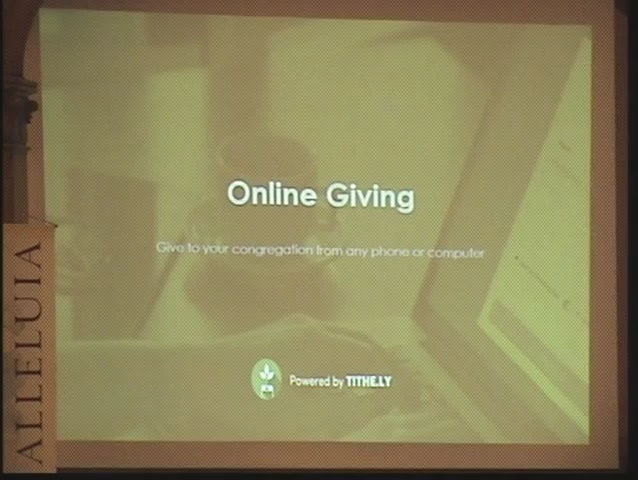 Online Giving
Give to your congregation from any phone or computer
Powered by TITHE.LY
ALLELUIA